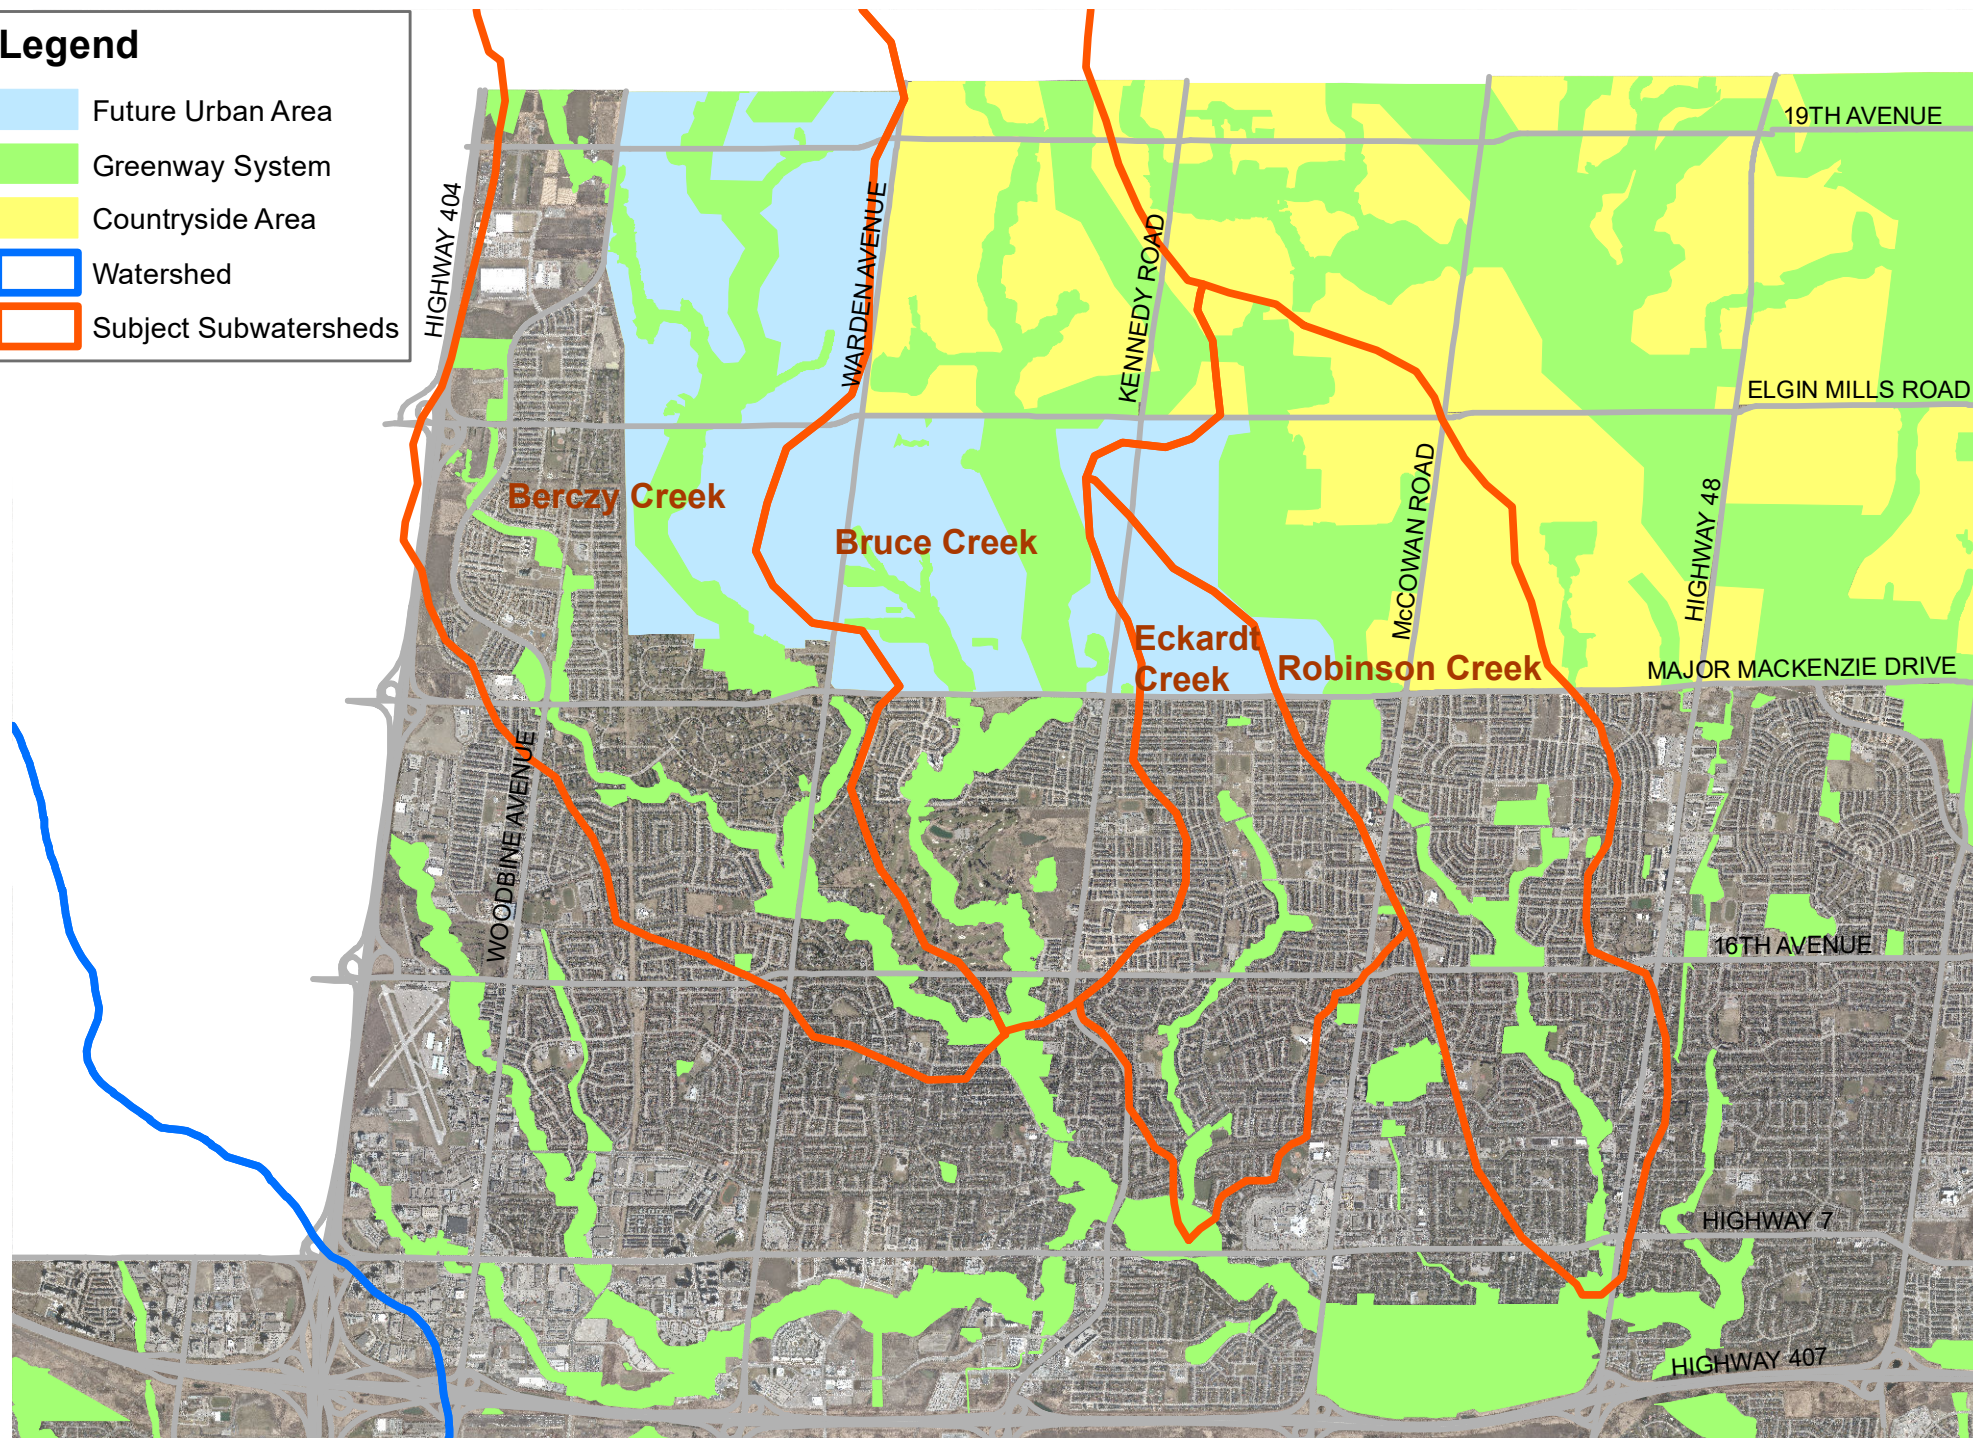 Legend
Future Urban Area
Greenway System
Countryside Area
Watershed
Subject Subwatersheds
19TH AVENUE
HIGHWAY 404
WARDEN AVENUE
KENNEDY ROAD
ELGIN MILLS ROAD
McCOWAN ROAD
HIGHWAY 48
Berczy Creek
Bruce Creek
Eckardt
Creek
Robinson Creek
MAJOR MACKENZIE DRIVE
WOODBINE AVENUE
16TH AVENUE
HIGHWAY 7
HIGHWAY 407